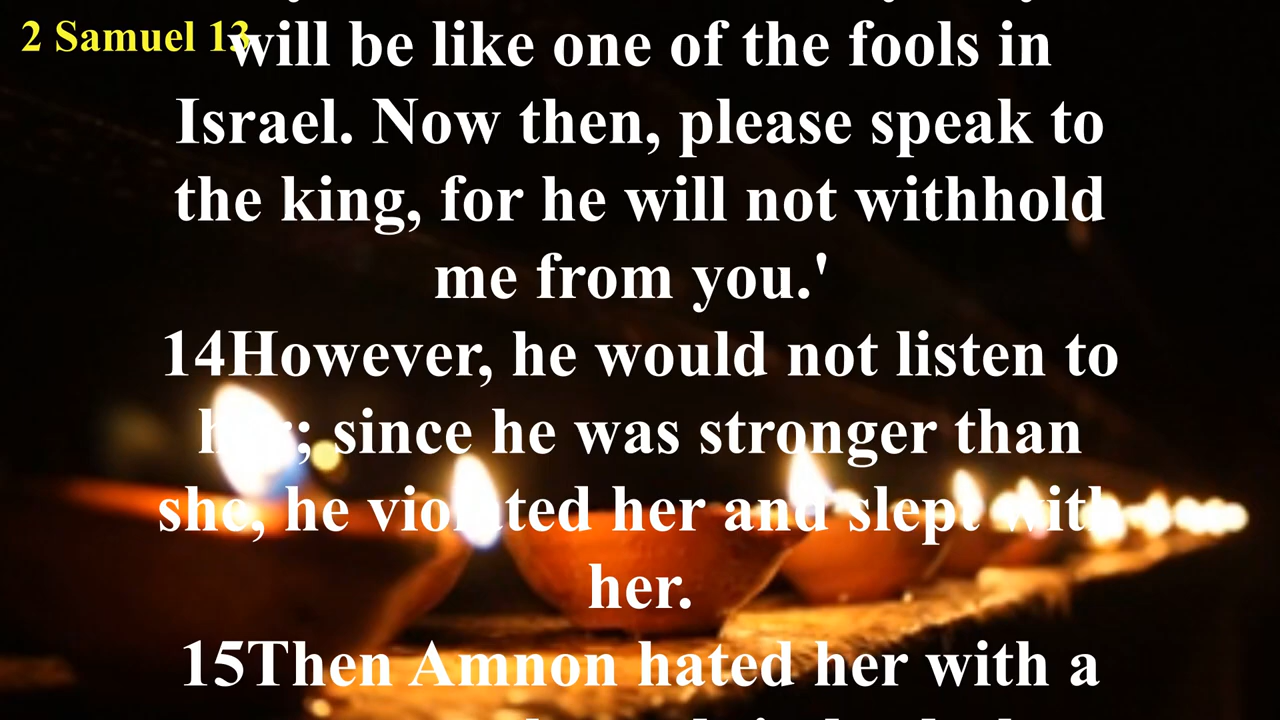 2 Samuel 13
will be like one of the fools in
Israel. Now then, please speak to
the king, for he will not withhold
me from you.'
14However, he would not listen to
her; since he was stronger than
she, he violated her and slept with
her.
15Then Amnon hated her with a